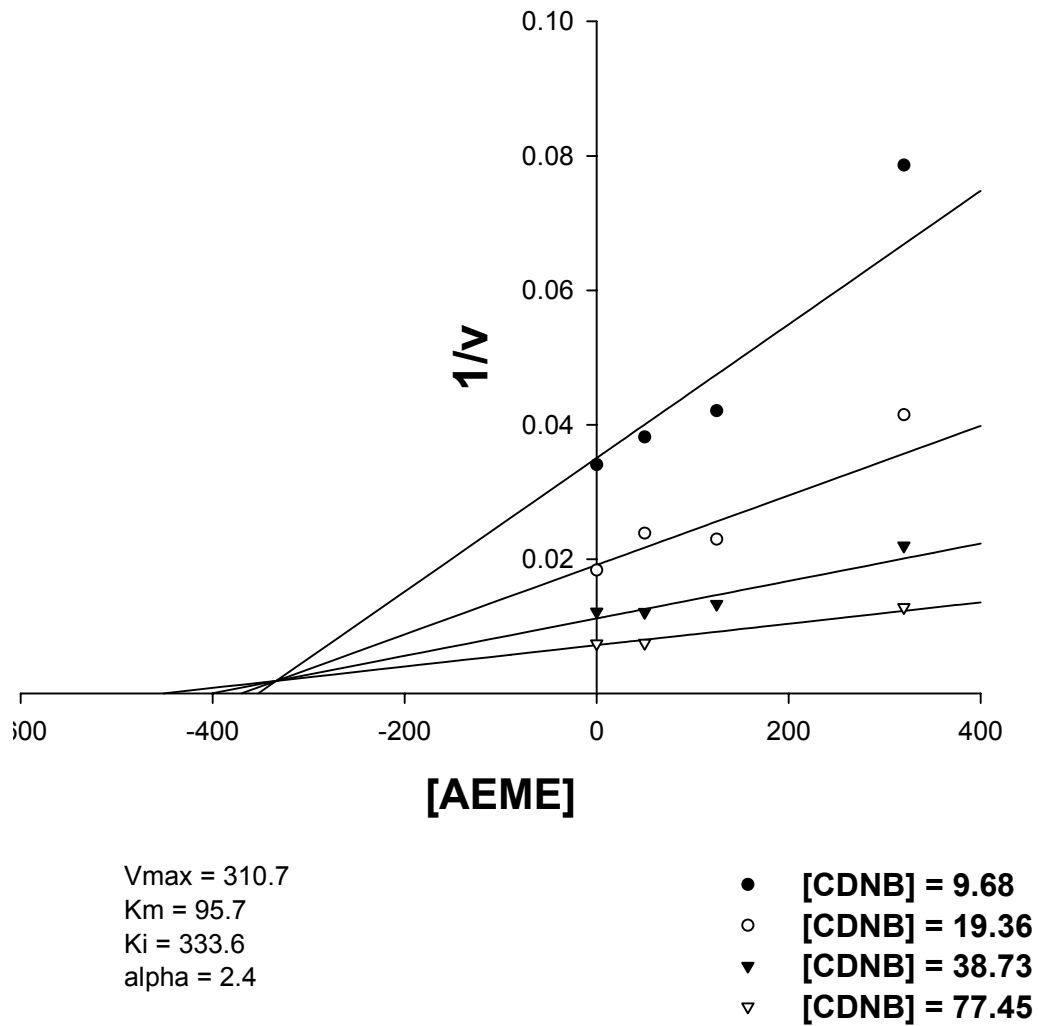 0.10
0.08
0.06
0.04
0.02
1/v
:00 -400 -200 0 200 400
[AEME]
Vmax = 310.7
Km = 95.7
Ki = 333.6
alpha = 2.4
[CDNB] = 9.68
[CDNB] = 19.36
[CDNB] = 38.73
[CDNB] = 77.45